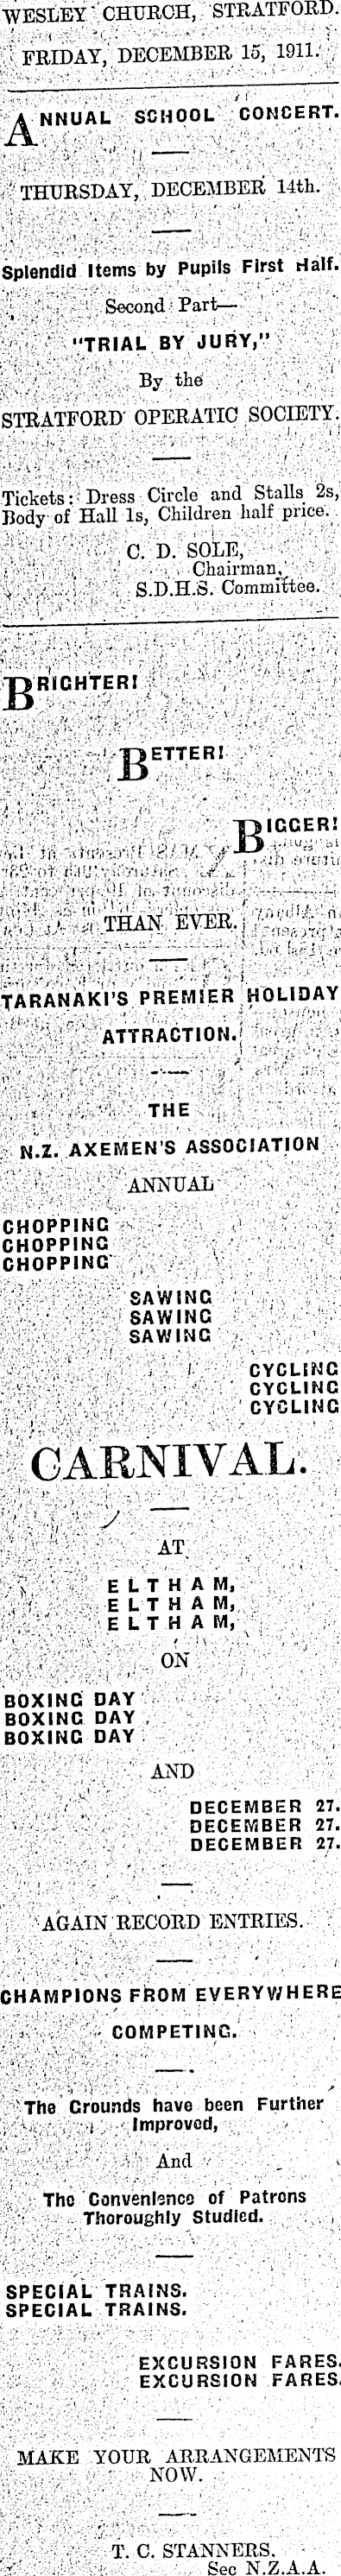 WESLEY CHURCH, STRATFORD.
FRIDAY, DECEMBER 15, 1911.
ANNUAL SCHOOL CONCERT.
THURSDAY, DECEMBER 14th.
Splendid Items by Pupils First Half.
Second Part—
"TRIAL BY JURY,"
By the
STRATFORD OPERATIC SOCIETY.
Tickets: Dress Circle and Stalls 2s,
Body of Hall 1s, Children half price.
C. D. SOLE,
Chairman,
S.D.H.S. Committee.
BRIGHTER!
BETTER!
BIGGER!
THAN EVER.
TARANAKI'S PREMIER HOLIDAY
ATTRACTION.
THE
N.Z. AXEMEN'S ASSOCIATION
ANNUAL
CHOPPING
CHOPPING
CHOPPING
SAWING
SAWING
SAWING
CYCLING
CYCLING
CYCLING
CARNIVAL.
AT
ELTHAM,
ELTHAM,
ELTHAM,
ON
BOXING DAY
BOXING DAY
BOXING DAY
AND
DECEMBER 27.
DECEMBER 27.
DECEMBER 27.
AGAIN RECORD ENTRIES.
CHAMPIONS FROM EVERYWHERE
COMPETING.
The Grounds have been Further
Improved,
And
The Convenience of Patrons
Thoroughly Studied.
SPECIAL TRAINS.
SPECIAL TRAINS.
EXCURSION FARES.
EXCURSION FARES.
MAKE YOUR ARRANGEMENTS
NOW.
T. C. STANNERS.
Sec N.Z.A.A.